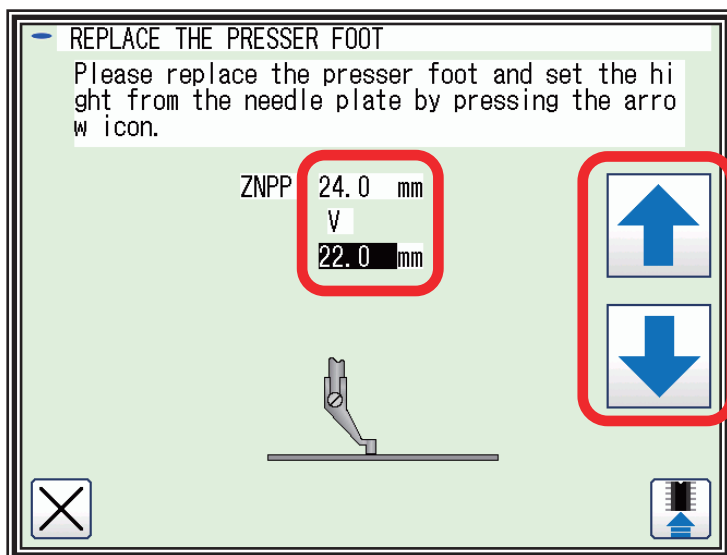 REPLACE THE PRESSER FOOT
Please replace the presser foot and set the hi
ght from the needle plate by pressing the arro
w icon.
ZNPP 24.0 mm
V
22.0 mm